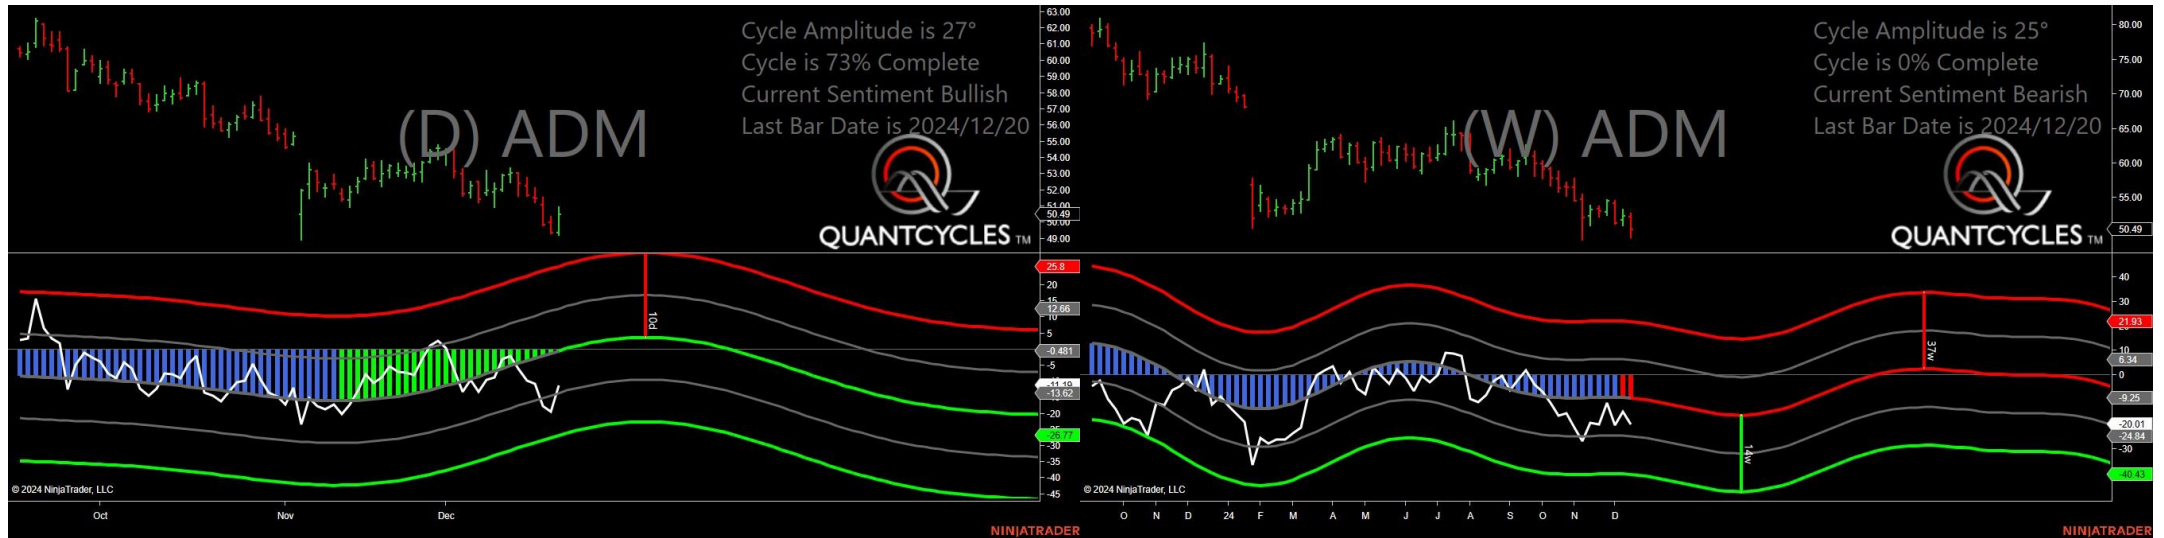 Cycle Amplitude is 27°
Cycle is 73% Complete
Current Sentiment Bullish
Last Bar Date is 2024/12/20
(D) ADM
QUANTCYCLES TM
63.00
62.00
61.00
60.00
59.00
58.00
57.00
56.00
55.00
54.00
53.00
52.00
51.00
50.49
50.00
49.00
25.8
20
15
12.66
10
5
-0.481
-5
-11.19
-13.62
-20
-26.77
-30
-35
-40
-45
10d
© 2024 NinjaTrader, LLC
Oct Nov Dec
NINJATRADER
Cycle Amplitude is 25°
Cycle is 0% Complete
Current Sentiment Bearish
Last Bar Date is 2024/12/20
(W) ADM
QUANTCYCLES TM
80.00
75.00
70.00
65.00
60.00
55.00
50.49
40
30
21.93
10
6.34
0
-9.25
-20.01
-24.84
-30
-40.43
37w
14w
© 2024 NinjaTrader, LLC
O N D 24 F M A M J J A S O N D
NINJATRADER